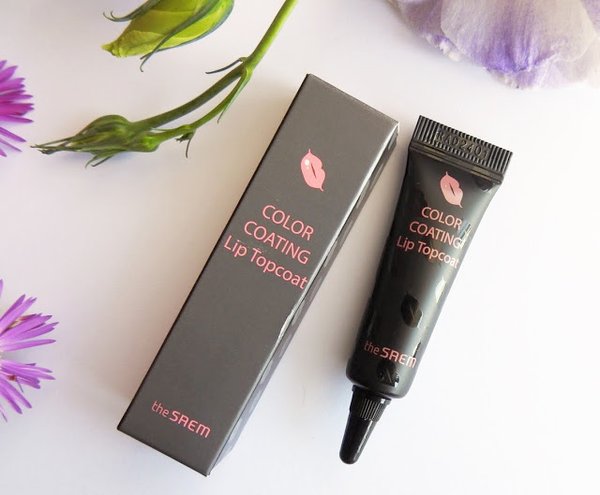 COLOR
COATING
Lip Topcoat
the SAEM
COLOR
COATING
Lip Topcoat
the SAEM